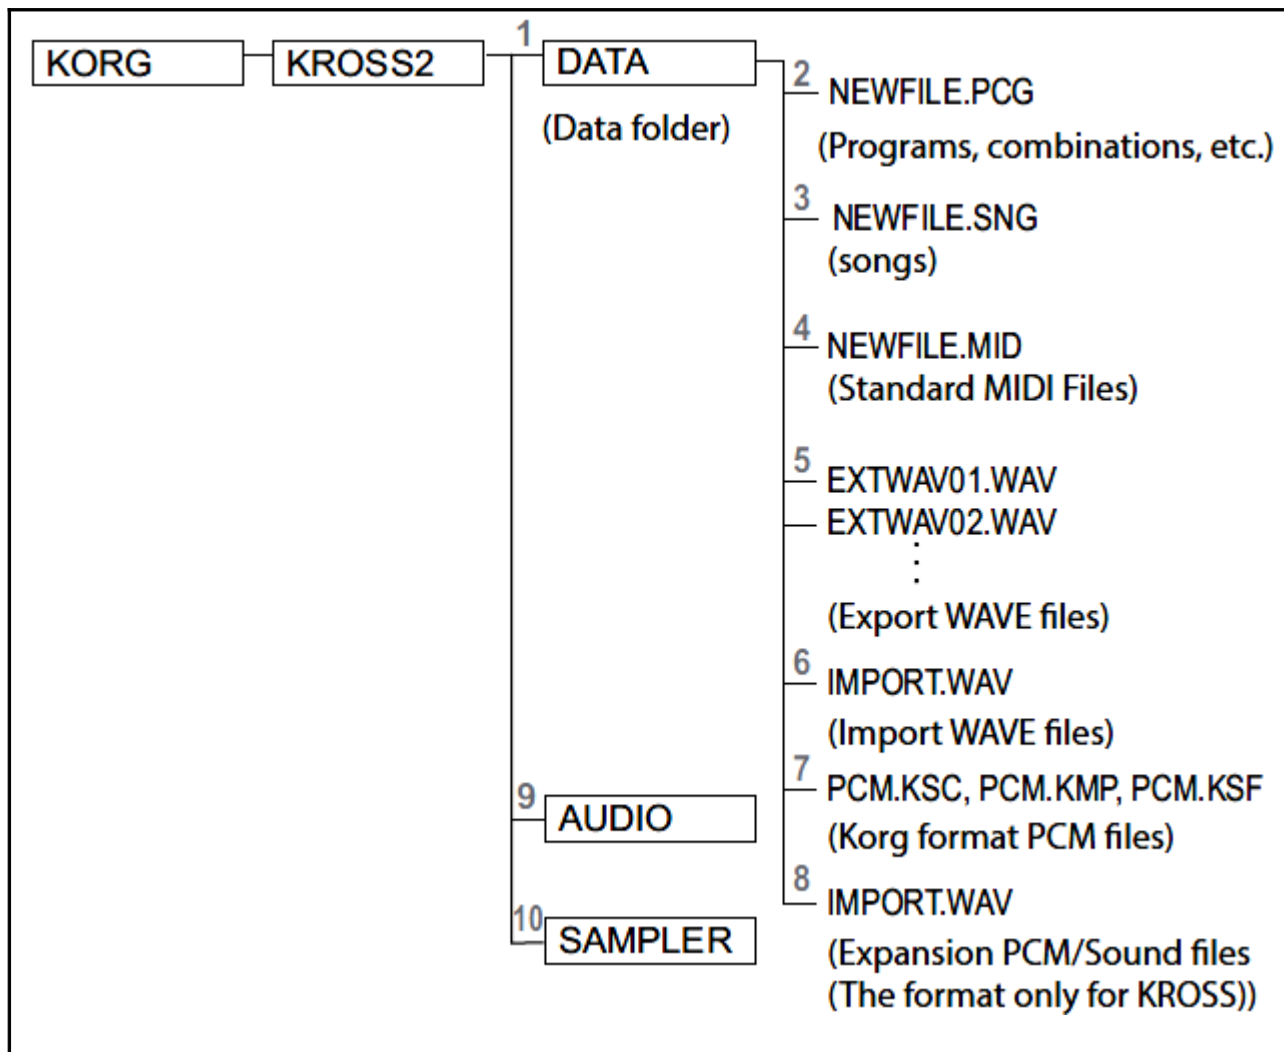 KORG
KROSS2
1
DATA
(Data folder)
2
NEWFILE.PCG
(Programs, combinations, etc.)
3
NEWFILE.SNG
(songs)
4
NEWFILE.MID
(Standard MIDI Files)
5
EXTWAV01.WAV
EXTWAV02.WAV
⋮
(Export WAVE files)
6
IMPORT.WAV
(Import WAVE files)
7
PCM.KSC, PCM.KMP, PCM.KSF
(Korg format PCM files)
8
IMPORT.WAV
(Expansion PCM/Sound files
(The format only for KROSS))
9
AUDIO
10
SAMPLER